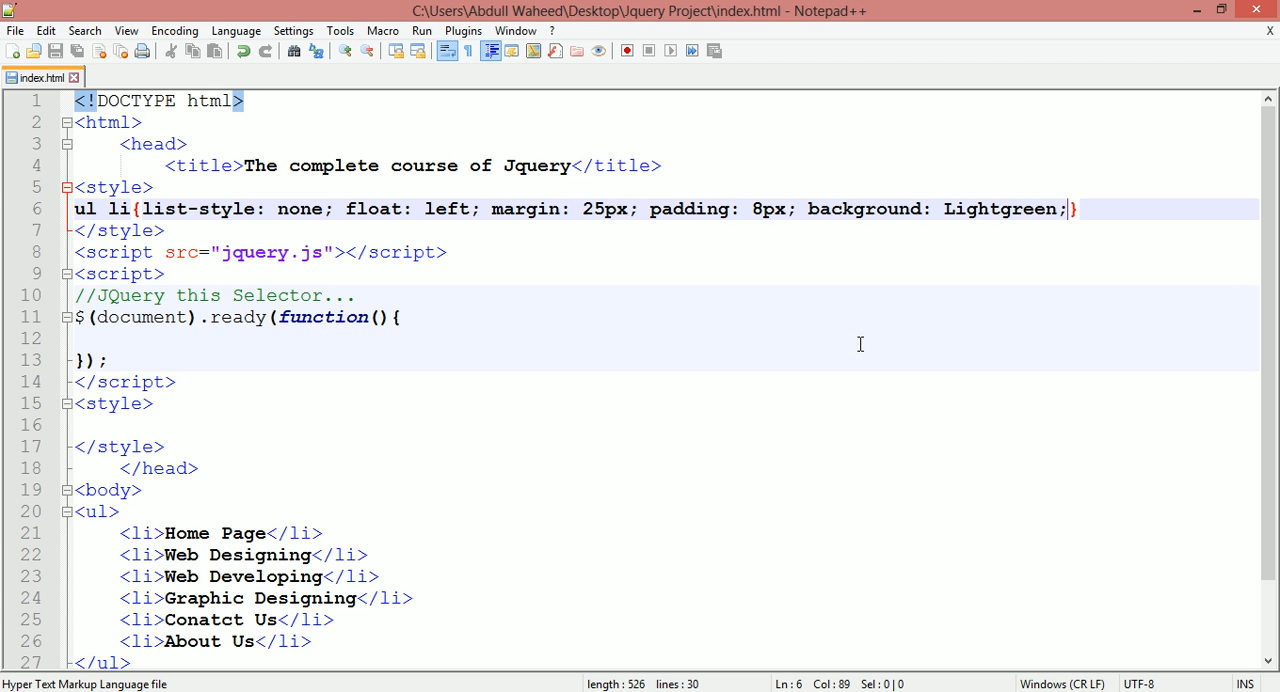 C:\Users\Abdull Waheed\Desktop\Jquery Project\index.html - Notepad++
File Edit Search View Encoding Language Settings Tools Macro Run Plugins Window ? X
index.html
1 <!DOCTYPE html>
2 <html>
3 <head>
4 <title>The complete course of Jquery</title>
5 <style>
6 ul li{list-style: none; float: left; margin: 25px; padding: 8px; background: Lightgreen;}
7 </style>
8 <script src="jquery.js"></script>
9 <script>
10 //JQuery this Selector...
11 $(document).ready(function(){
12
13 });
14 </script>
15 <style>
16
17 </style>
18 </head>
19 <body>
20 <ul>
21 <li>Home Page</li>
22 <li>Web Designing</li>
23 <li>Web Developing</li>
24 <li>Graphic Designing</li>
25 <li>Conatct Us</li>
26 <li>About Us</li>
27 </ul>
Hyper Text Markup Language file length : 526 lines : 30 Ln : 6 Col : 89 Sel : 0 | 0 Windows (CR LF) UTF-8 INS